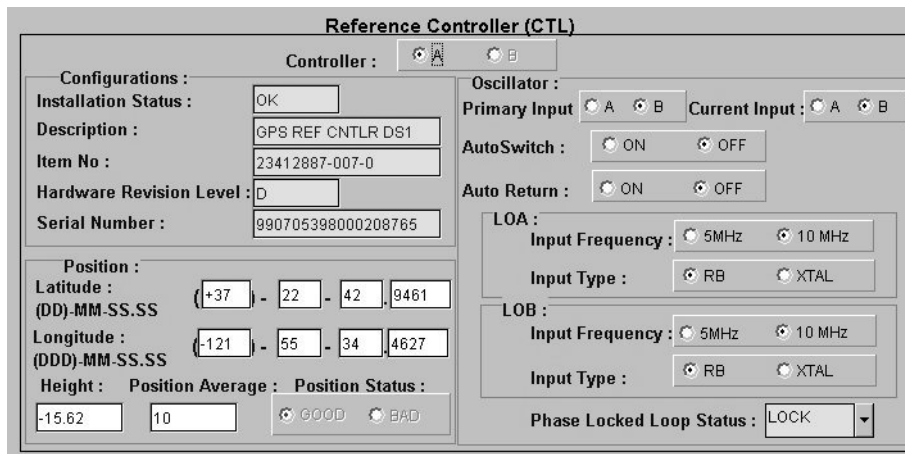 Reference Controller (CTL)
Controller : A B
Configurations :
Installation Status : OK
Description : GPS REF CNTLR DS1
Item No : 23412887-007-0
Hardware Revision Level : D
Serial Number : 990705398000208765
Position :
Latitude :
(DD)-MM-SS.SS
(+37) - 22 - 42 . 9461
Longitude :
(DDD)-MM-SS.SS
(-121) - 55 - 34 . 4627
Height : Position Average : Position Status :
-15.62 10 GOOD BAD
Oscillator :
Primary Input A B Current Input : A B
AutoSwitch : ON OFF
Auto Return : ON OFF
LOA :
Input Frequency : 5MHz 10 MHz
Input Type : RB XTAL
LOB :
Input Frequency : 5MHz 10 MHz
Input Type : RB XTAL
Phase Locked Loop Status : LOCK